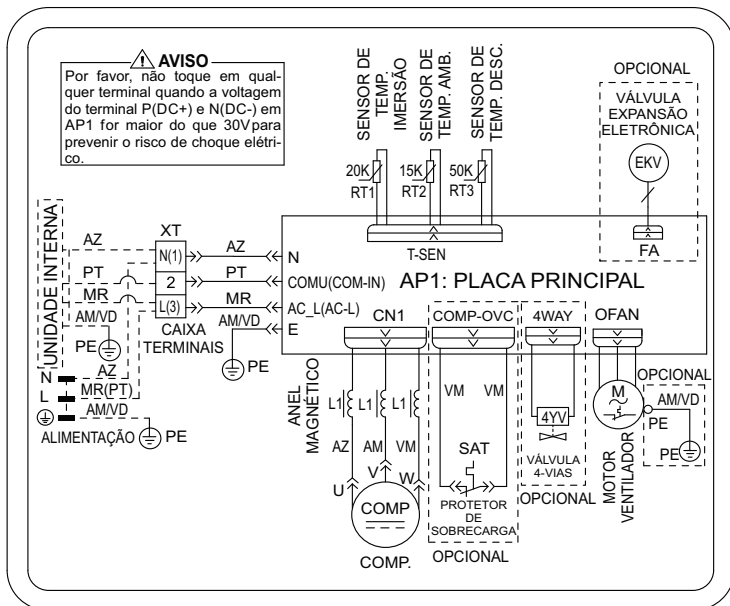 AVISO
Por favor, não toque em qual-
quer terminal quando a voltagem
do terminal P(DC+) e N(DC-) em
AP1 for maior do que 30V para
prevenir o risco de choque elétri-
co.
SENSOR DE
TEMP.
IMERSÃO
SENSOR DE
TEMP. AMB.
SENSOR DE
TEMP. DESC.
OPCIONAL
VÁLVULA
EXPANSÃO
ELETRÔNICA
EKV
FA
20K
RT1
15K
RT2
50K
RT3
T-SEN
UNIDADE INTERNA
AZ
PT
MR
AM/VD
PE
XT
N(1)
2
L(3)
CAIXA
TERMINAIS
AZ
PT
MR
AM/VD
PE
N
COMU(COM-IN)
AC_L(AC-L)
E
AP1: PLACA PRINCIPAL
N
L
AZ
MR(PT)
AM/VD
ALIMENTAÇÃO
PE
CN1
COMP-OVC
4WAY
OFAN
ANEL
MAGNÉTICO
L1
L1
L1
AZ
AM
VM
U
V
W
COMP
COMP.
VM
VM
SAT
PROTETOR
DE
SOBRECARGA
OPCIONAL
4YV
VÁLVULA
4-VIAS
OPCIONAL
M
MOTOR
VENTILADOR
OPCIONAL
AM/VD
PE
PE